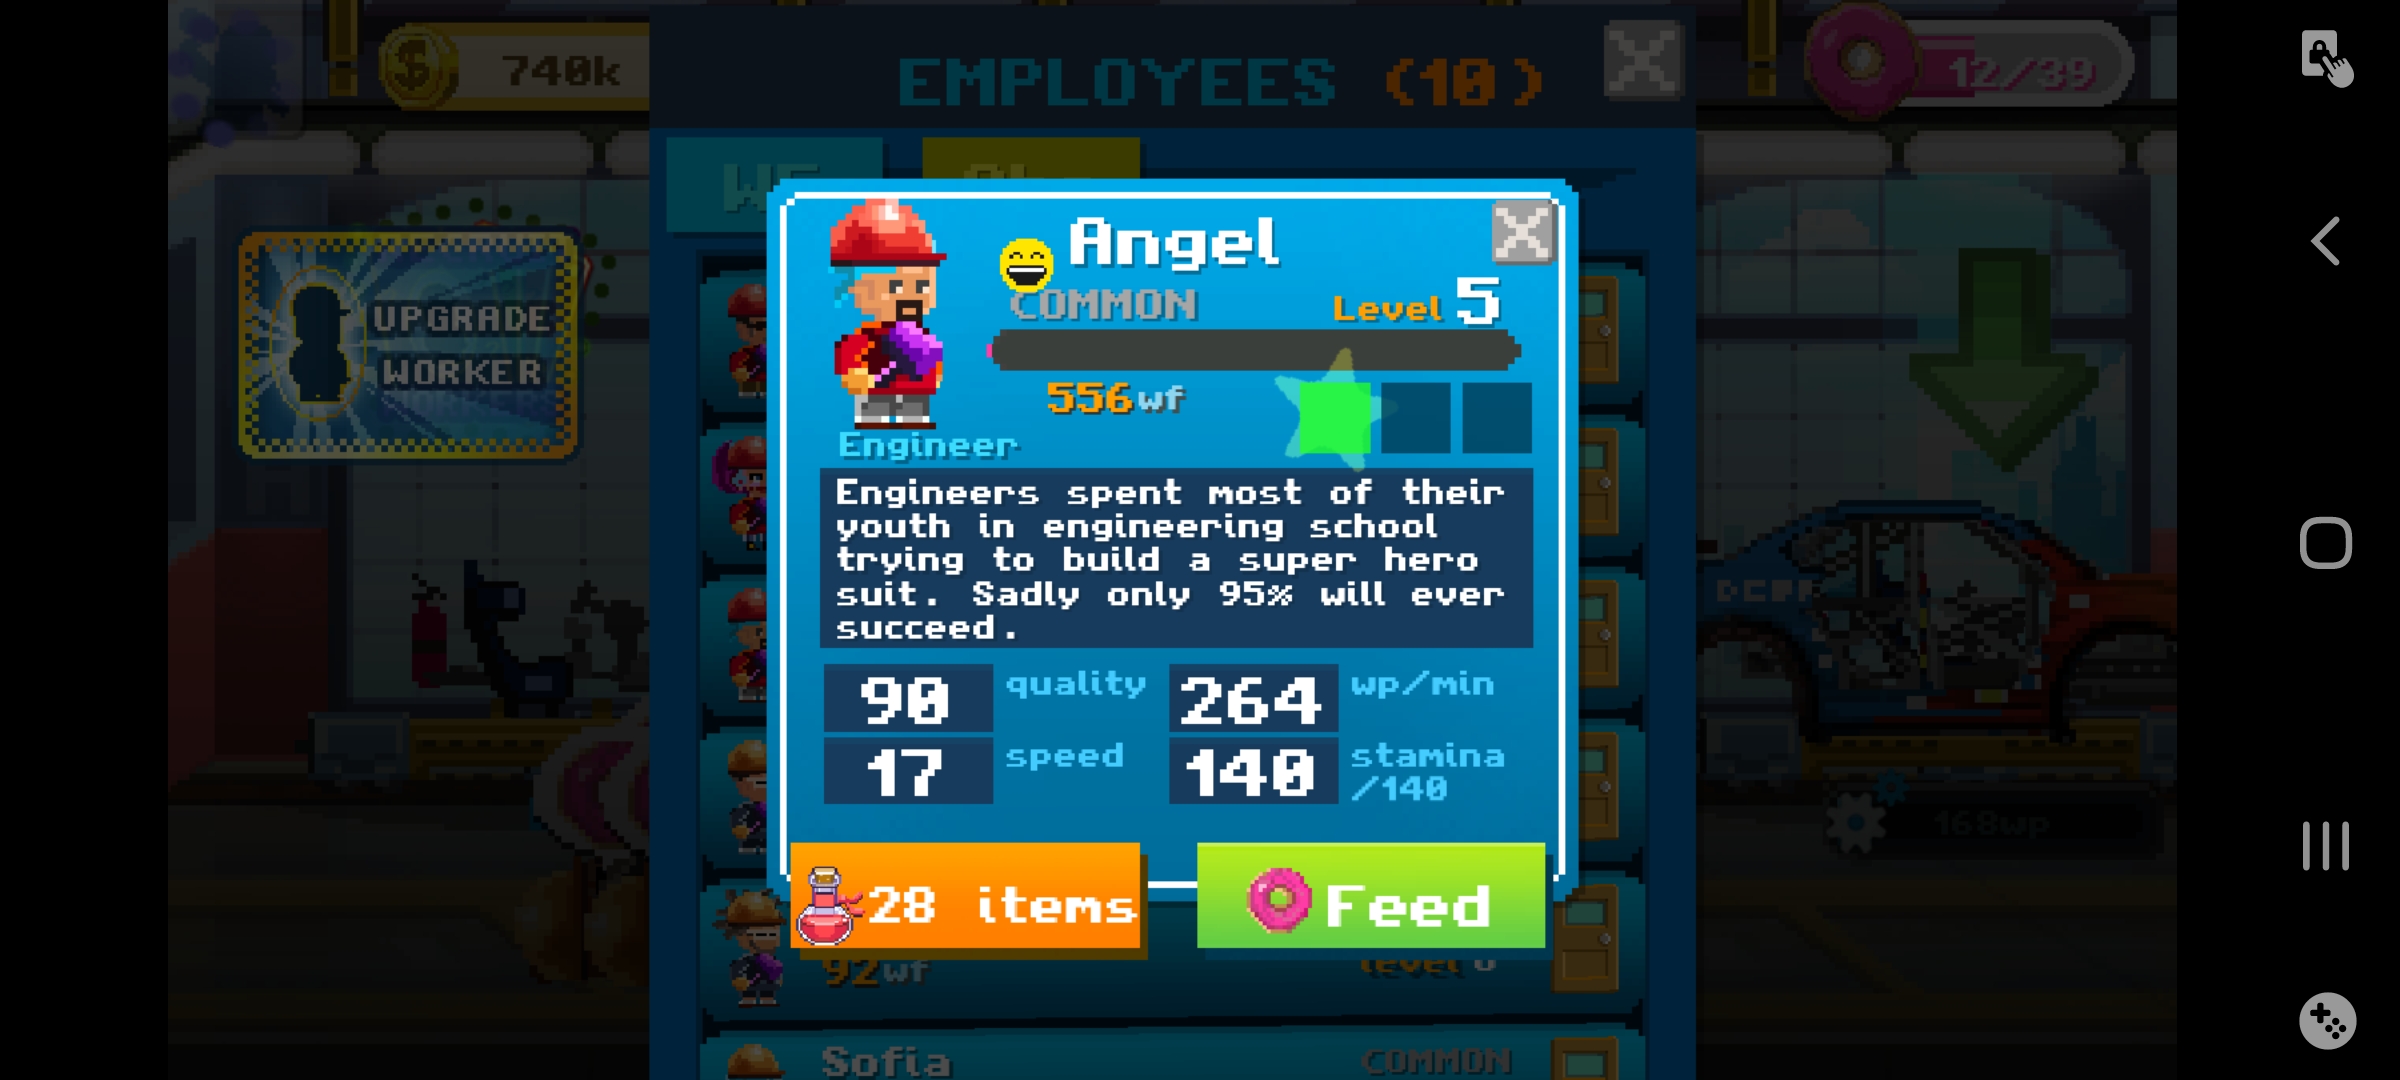 740k
EMPLOYEES (10)
12/39
UPGRADE
WORKER
Angel
COMMON
Level 5
556wf
Engineer
Engineers spent most of their
youth in engineering school
trying to build a super hero
suit. Sadly only 95% will ever
succeed.
90 quality
264 wp/min
17 speed
140 stamina
/140
28 items
Feed
92wf
level
168wp
Sofia
COMMON